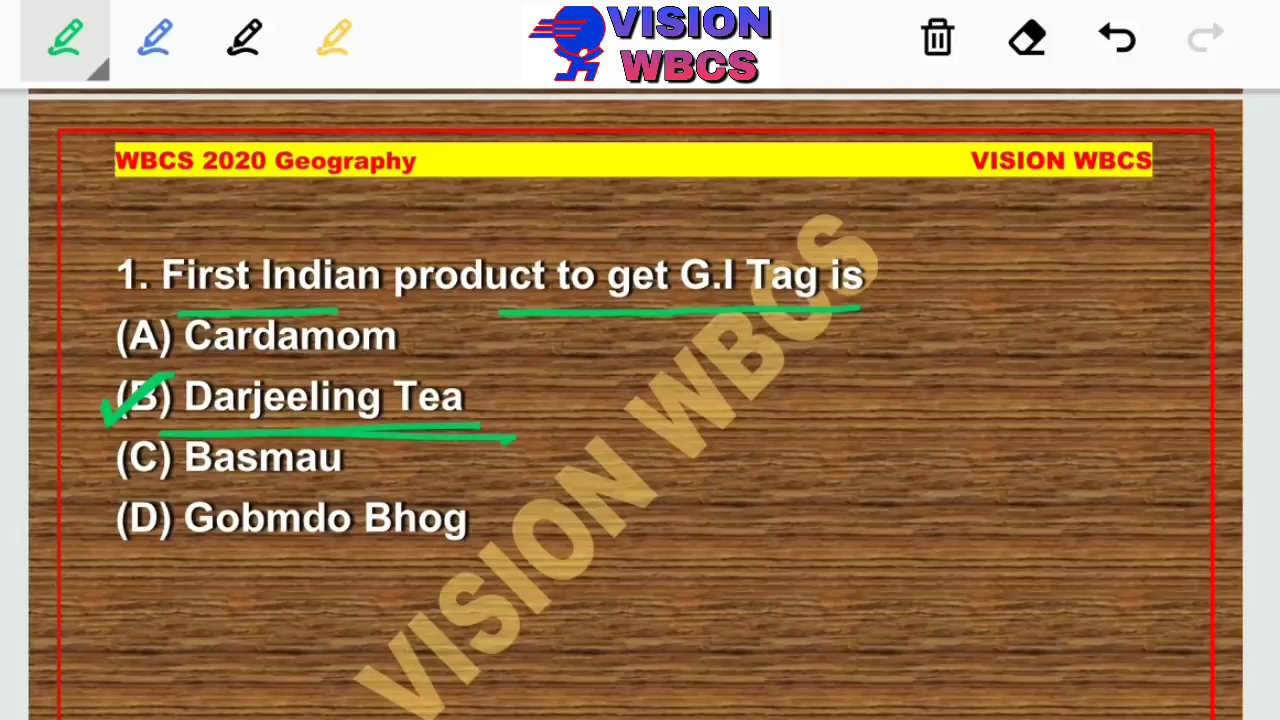 VISION
WBCS
WBCS 2020 Geography VISION WBCS
1. First Indian product to get G.I Tag is
(A) Cardamom
(B) Darjeeling Tea
(C) Basmau
(D) Gobmdo Bhog
VISION WBCS